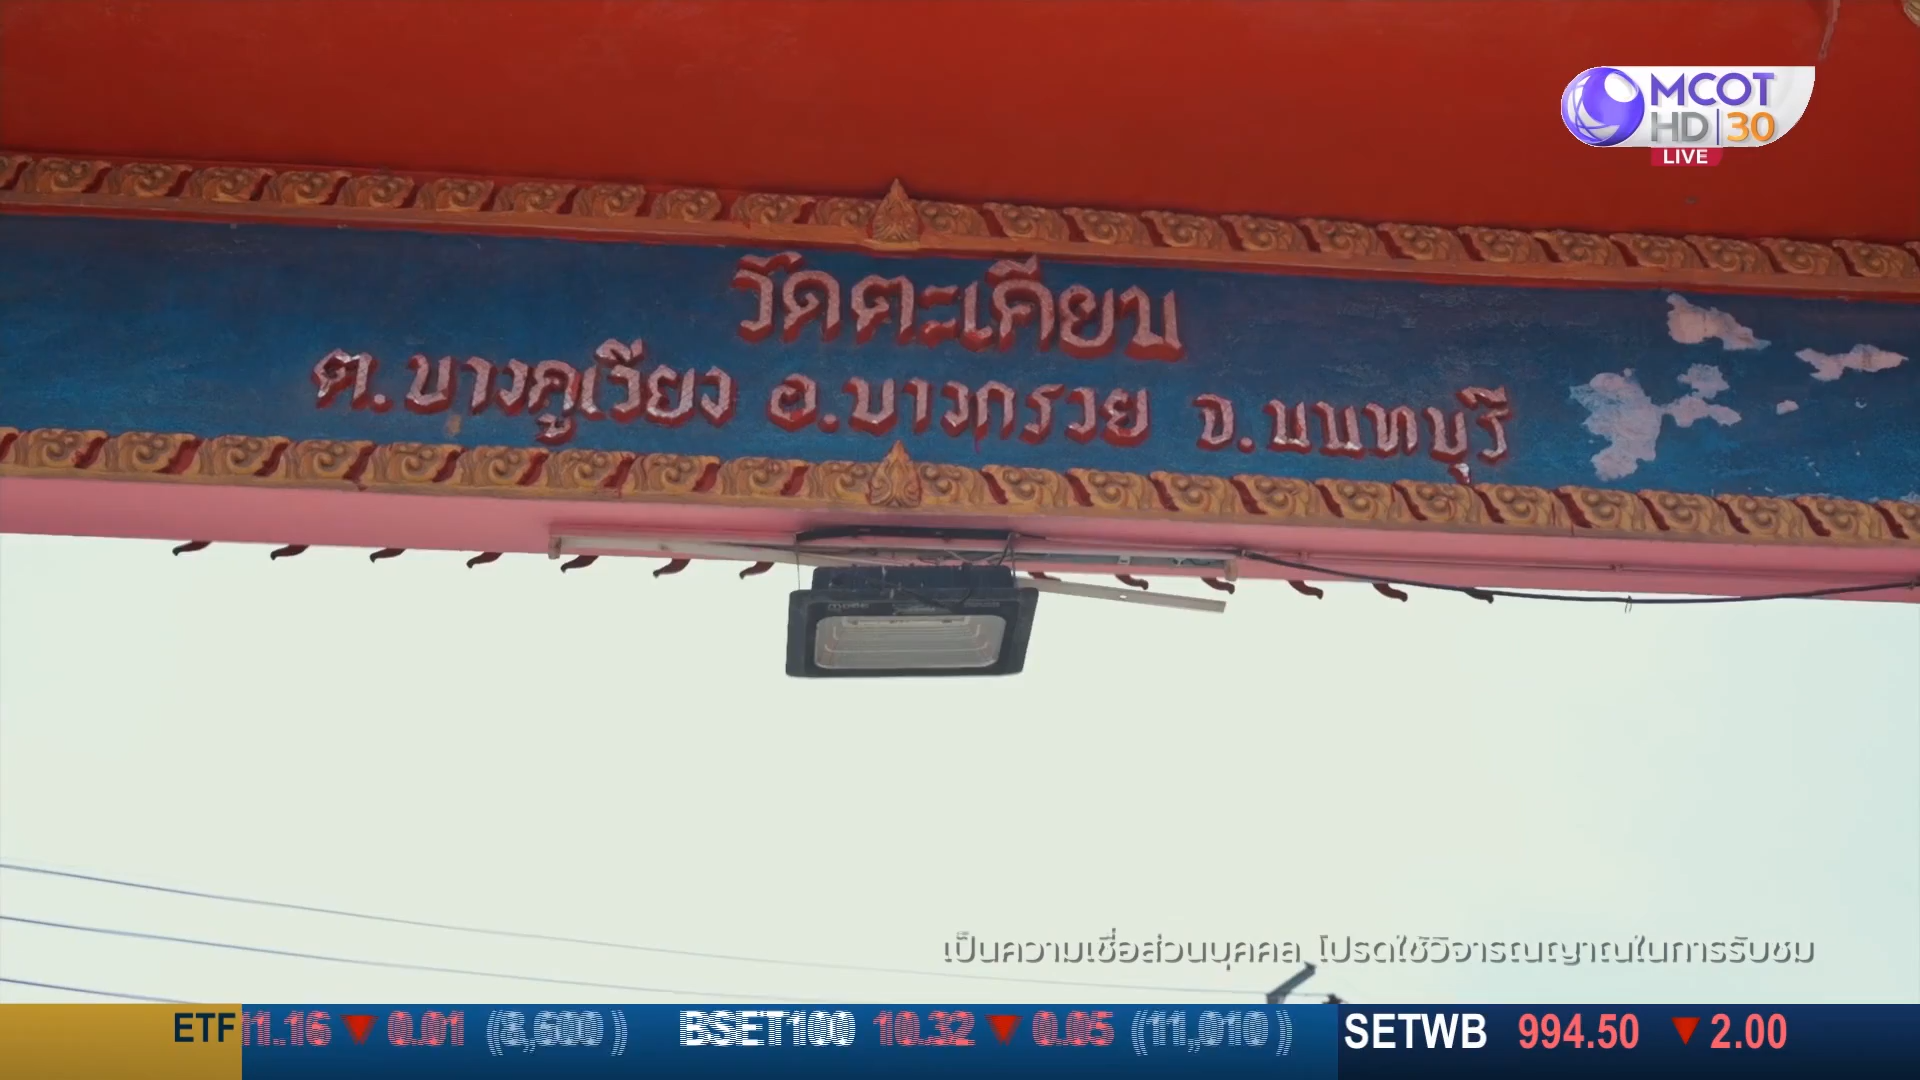 MCOT
HD 30
LIVE
วัดตะเคียน
ต.บางคูเวียง อ.บางกรวย จ.นนทบุรี
เป็นความเชื่อส่วนบุคคล โปรดใช้วิจารณญาณในการรับชม
ETF 11.16 ▼ 0.01 (8,600) BSET100 10.32 ▼ 0.05 (11,010) SETWB 994.50 ▼ 2.00